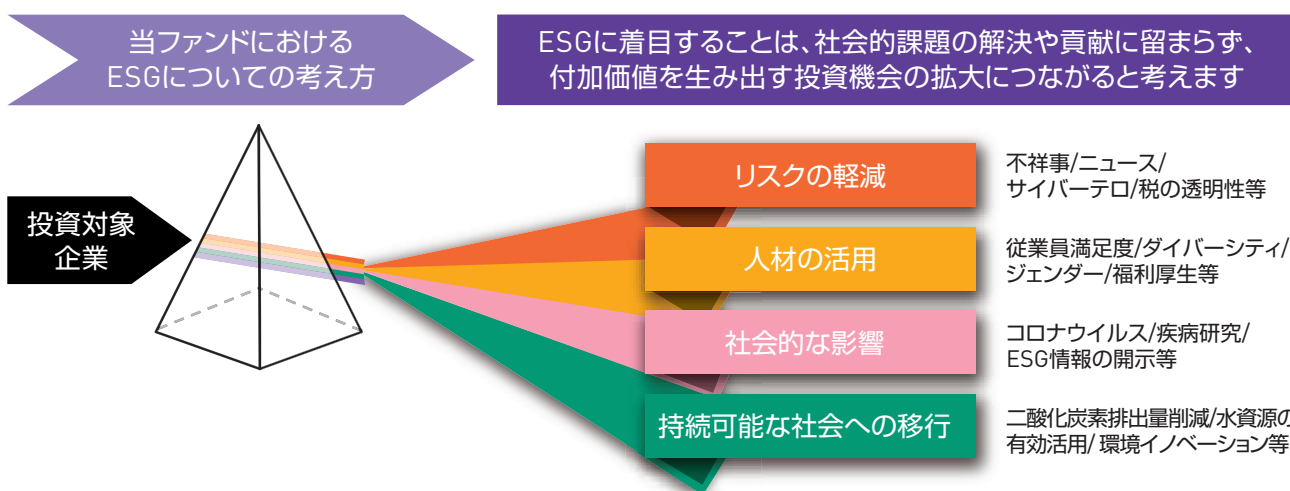 当ファンドにおける
ESGについての考え方
ESGに着目することは、社会的課題の解決や貢献に留まらず、
付加価値を生み出す投資機会の拡大につながると考えます
投資対象
企業
リスクの軽減
不祥事/ニュース/
サイバーテロ/税の透明性等
人材の活用
従業員満足度/ダイバーシティ/
ジェンダー/福利厚生等
社会的な影響
コロナウイルス/疾病研究/
ESG情報の開示等
持続可能な社会への移行
二酸化炭素排出量削減/水資源の
有効活用/ 環境イノベーション等